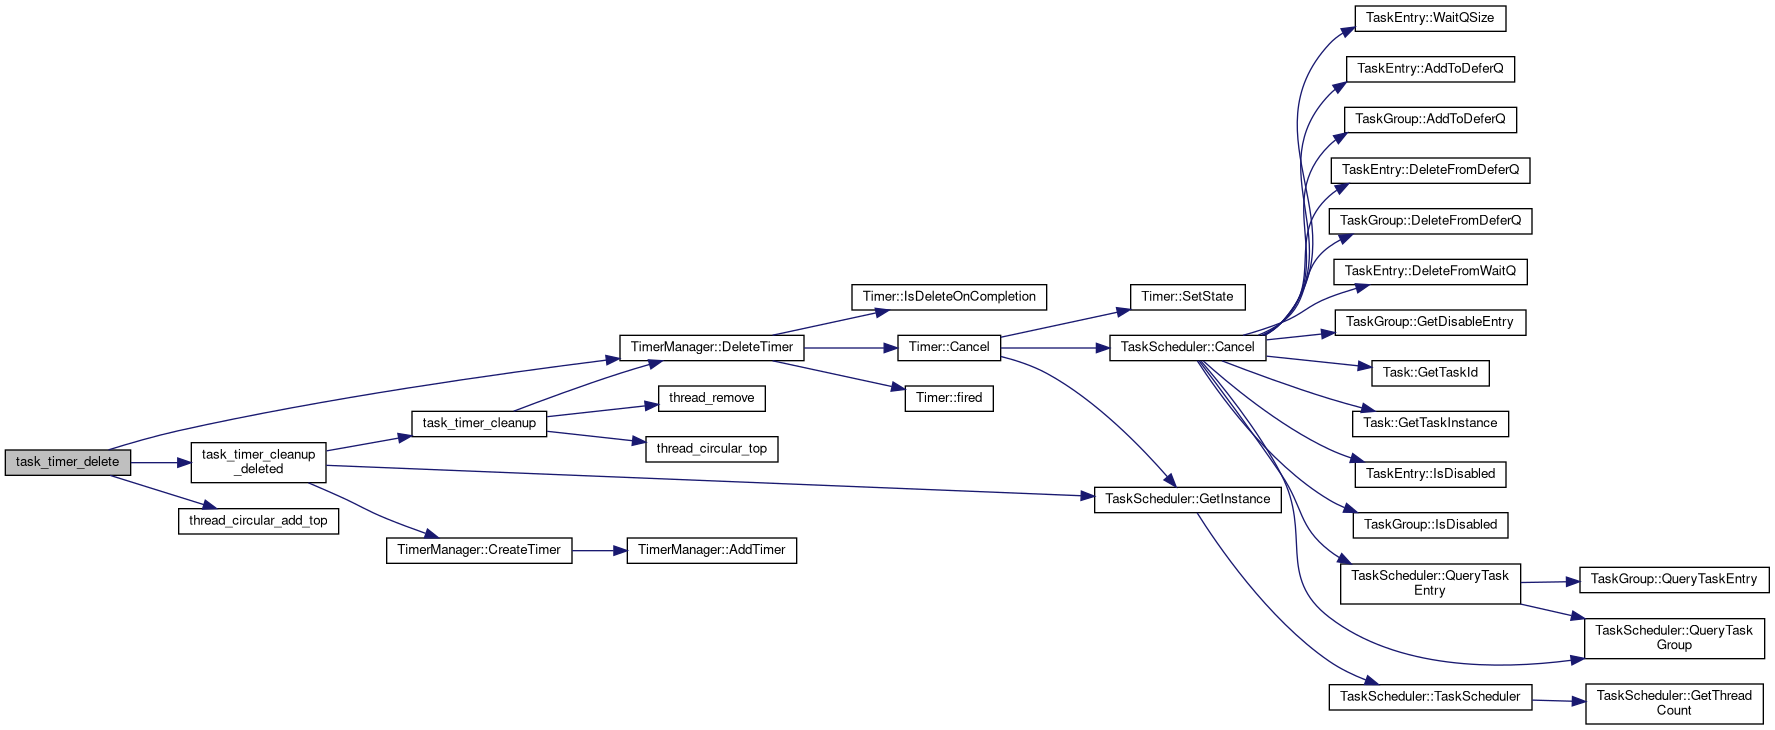 TaskEntry::WaitQSize
TaskEntry::AddToDeferQ
TaskGroup::AddToDeferQ
TaskEntry::DeleteFromDeferQ
TaskGroup::DeleteFromDeferQ
TaskEntry::DeleteFromWaitQ
Timer::IsDeleteOnCompletion
Timer::SetState
TaskGroup::GetDisableEntry
TimerManager::DeleteTimer
Timer::Cancel
TaskScheduler::Cancel
Task::GetTaskId
thread_remove
Timer::fired
task_timer_cleanup
Task::GetTaskInstance
thread_circular_top
task_timer_delete
task_timer_cleanup
_deleted
TaskEntry::IsDisabled
TaskScheduler::GetInstance
thread_circular_add_top
TaskGroup::IsDisabled
TimerManager::CreateTimer
TimerManager::AddTimer
TaskScheduler::QueryTask
Entry
TaskGroup::QueryTaskEntry
TaskScheduler::QueryTask
Group
TaskScheduler::TaskScheduler
TaskScheduler::GetThread
Count